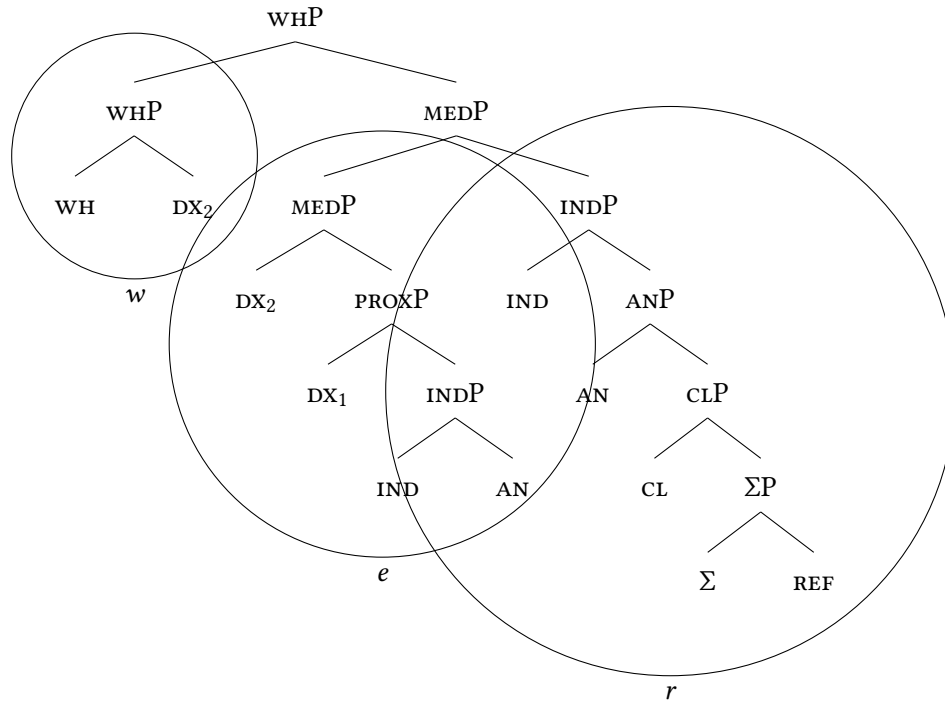 WHP
WHP MEDP
WH DX₂ MEDP INDP
w DX₂ PROXP IND ANP
DX₁ INDP AN CLP
IND AN CL ΣP
e Σ REF
r